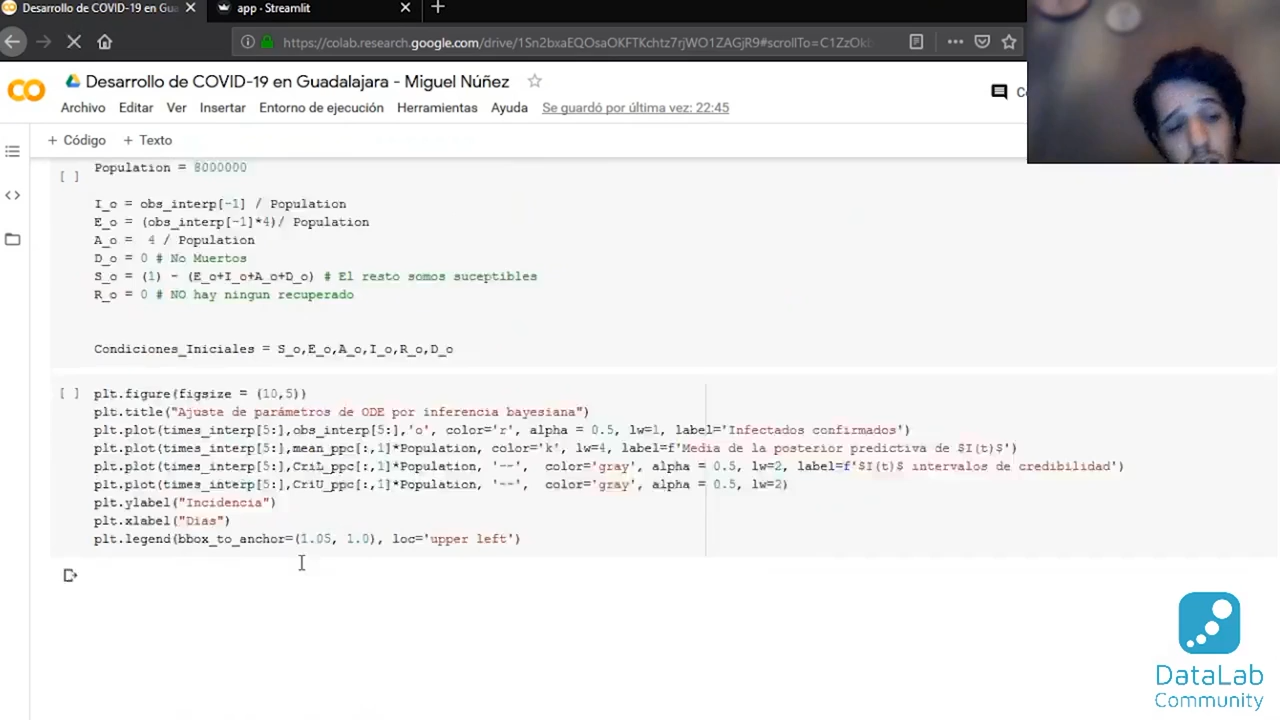 Desarrollo de COVID-19 en Gua
app - Streamlit
https://colab.research.google.com/drive/1Sn2bxaEQOsaOKFTKchtz7rjWO1ZAGjR9#scrollTo=C1ZzOkb
Desarrollo de COVID-19 en Guadalajara - Miguel Núñez
Archivo Editar Ver Insertar Entorno de ejecución Herramientas Ayuda Se guardó por última vez: 22:45
+ Código + Texto
Population = 8000000
[ ]
I_o = obs_interp[-1] / Population
E_o = (obs_interp[-1]*4)/ Population
A_o = 4 / Population
D_o = 0 # No Muertos
S_o = (1) - (E_o+I_o+A_o+D_o) # El resto somos suceptibles
R_o = 0 # NO hay ningun recuperado
Condiciones_Iniciales = S_o,E_o,A_o,I_o,R_o,D_o
[ ] plt.figure(figsize = (10,5))
plt.title("Ajuste de parámetros de ODE por inferencia bayesiana")
plt.plot(times_interp[5:],obs_interp[5:],'o', color='r', alpha = 0.5, lw=1, label='Infectados confirmados')
plt.plot(times_interp[5:],mean_ppc[:,1]*Population, color='k', lw=4, label=f'Media de la posterior predictiva de $I(t)$')
plt.plot(times_interp[5:],CriL_ppc[:,1]*Population, '--', color='gray', alpha = 0.5, lw=2, label=f'$I(t)$ intervalos de credibilidad')
plt.plot(times_interp[5:],CriU_ppc[:,1]*Population, '--', color='gray', alpha = 0.5, lw=2)
plt.ylabel("Incidencia")
plt.xlabel("Dias")
plt.legend(bbox_to_anchor=(1.05, 1.0), loc='upper left')
DataLab
Community